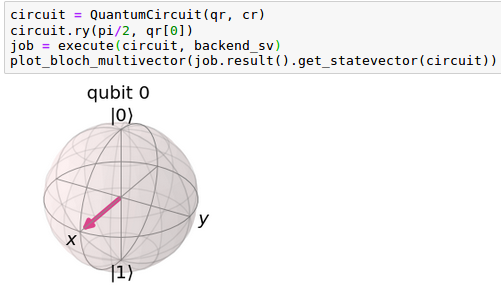 circuit = QuantumCircuit(qr, cr)
circuit.ry(pi/2, qr[0])
job = execute(circuit, backend_sv)
plot_bloch_multivector(job.result().get_statevector(circuit))
qubit 0
|0⟩
y
x
|1⟩